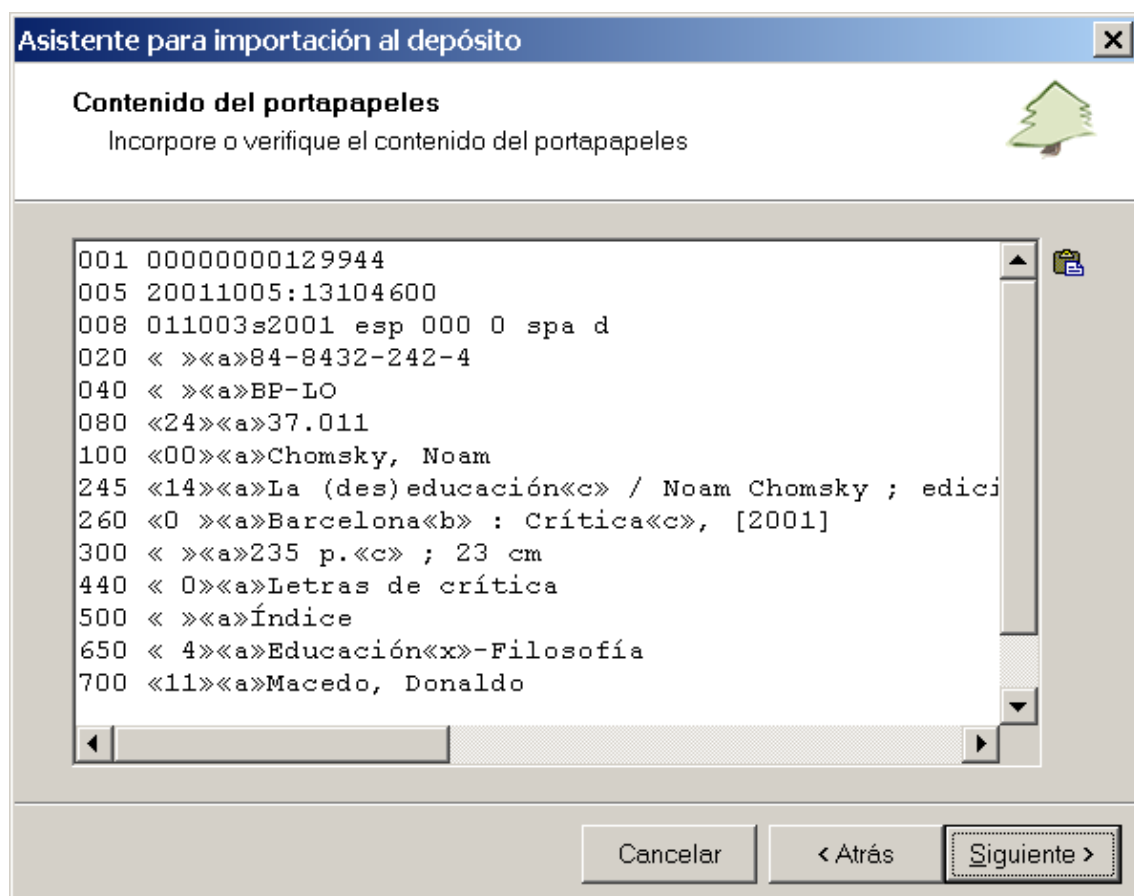 Asistente para importación al depósito
Contenido del portapapeles
Incorpore o verifique el contenido del portapapeles
001 00000000129944
005 20011005:13104600
008 011003s2001 esp 000 0 spa d
020 « »«a»84-8432-242-4
040 « »«a»BP-LO
080 «24»«a»37.011
100 «00»«a»Chomsky, Noam
245 «14»«a»La (des)educación«c» / Noam Chomsky ; edici
260 «0 »«a»Barcelona«b» : Crítica«c», [2001]
300 « »«a»235 p.«c» ; 23 cm
440 « 0»«a»Letras de crítica
500 « »«a»Índice
650 « 4»«a»Educación«x»-Filosofía
700 «11»«a»Macedo, Donaldo
Cancelar < Atrás Siguiente >